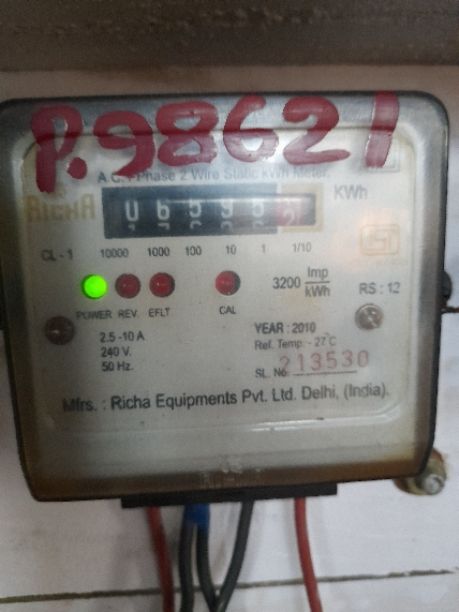 P.98621
A.C. 1-Phase 2 Wire Static kWh Meter.
RICHA
KWh
CL - 1 10000 1000 100 10 1 1/10
3200 Imp/kWh
RS : 12
POWER REV. EFLT CAL
2.5 -10 A
240 V.
50 Hz.
YEAR : 2010
Ref. Temp. - 27°C
SL. No. 213530
Mfrs. : Richa Equipments Pvt. Ltd. Delhi, (India).